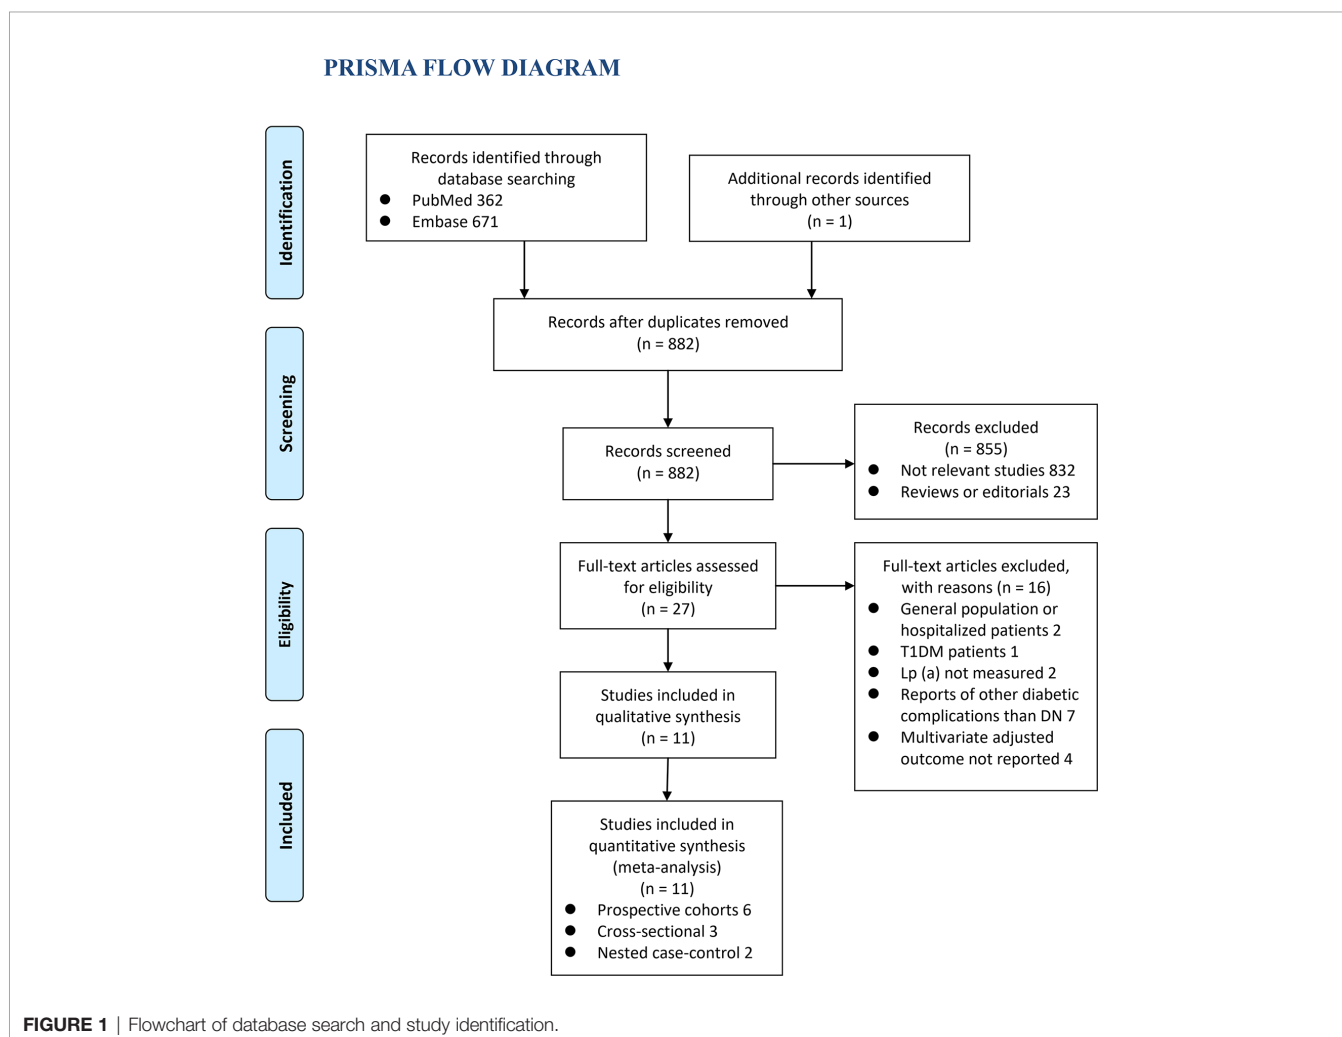 PRISMA FLOW DIAGRAM
Identification
Records identified through
database searching
● PubMed 362
● Embase 671
Additional records identified
through other sources
(n = 1)
Records after duplicates removed
(n = 882)
Screening
Records screened
(n = 882)
Records excluded
(n = 855)
● Not relevant studies 832
● Reviews or editorials 23
Eligibility
Full-text articles assessed
for eligibility
(n = 27)
Full-text articles excluded,
with reasons (n = 16)
● General population or
hospitalized patients 2
● T1DM patients 1
● Lp (a) not measured 2
● Reports of other diabetic
complications than DN 7
● Multivariate adjusted
outcome not reported 4
Studies included in
qualitative synthesis
(n = 11)
Included
Studies included in
quantitative synthesis
(meta-analysis)
(n = 11)
● Prospective cohorts 6
● Cross-sectional 3
● Nested case-control 2
FIGURE 1 | Flowchart of database search and study identification.